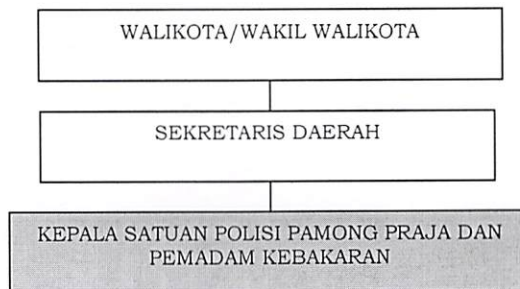 WALIKOTA/WAKIL WALIKOTA
SEKRETARIS DAERAH
KEPALA SATUAN POLISI PAMONG PRAJA DAN
PEMADAM KEBAKARAN